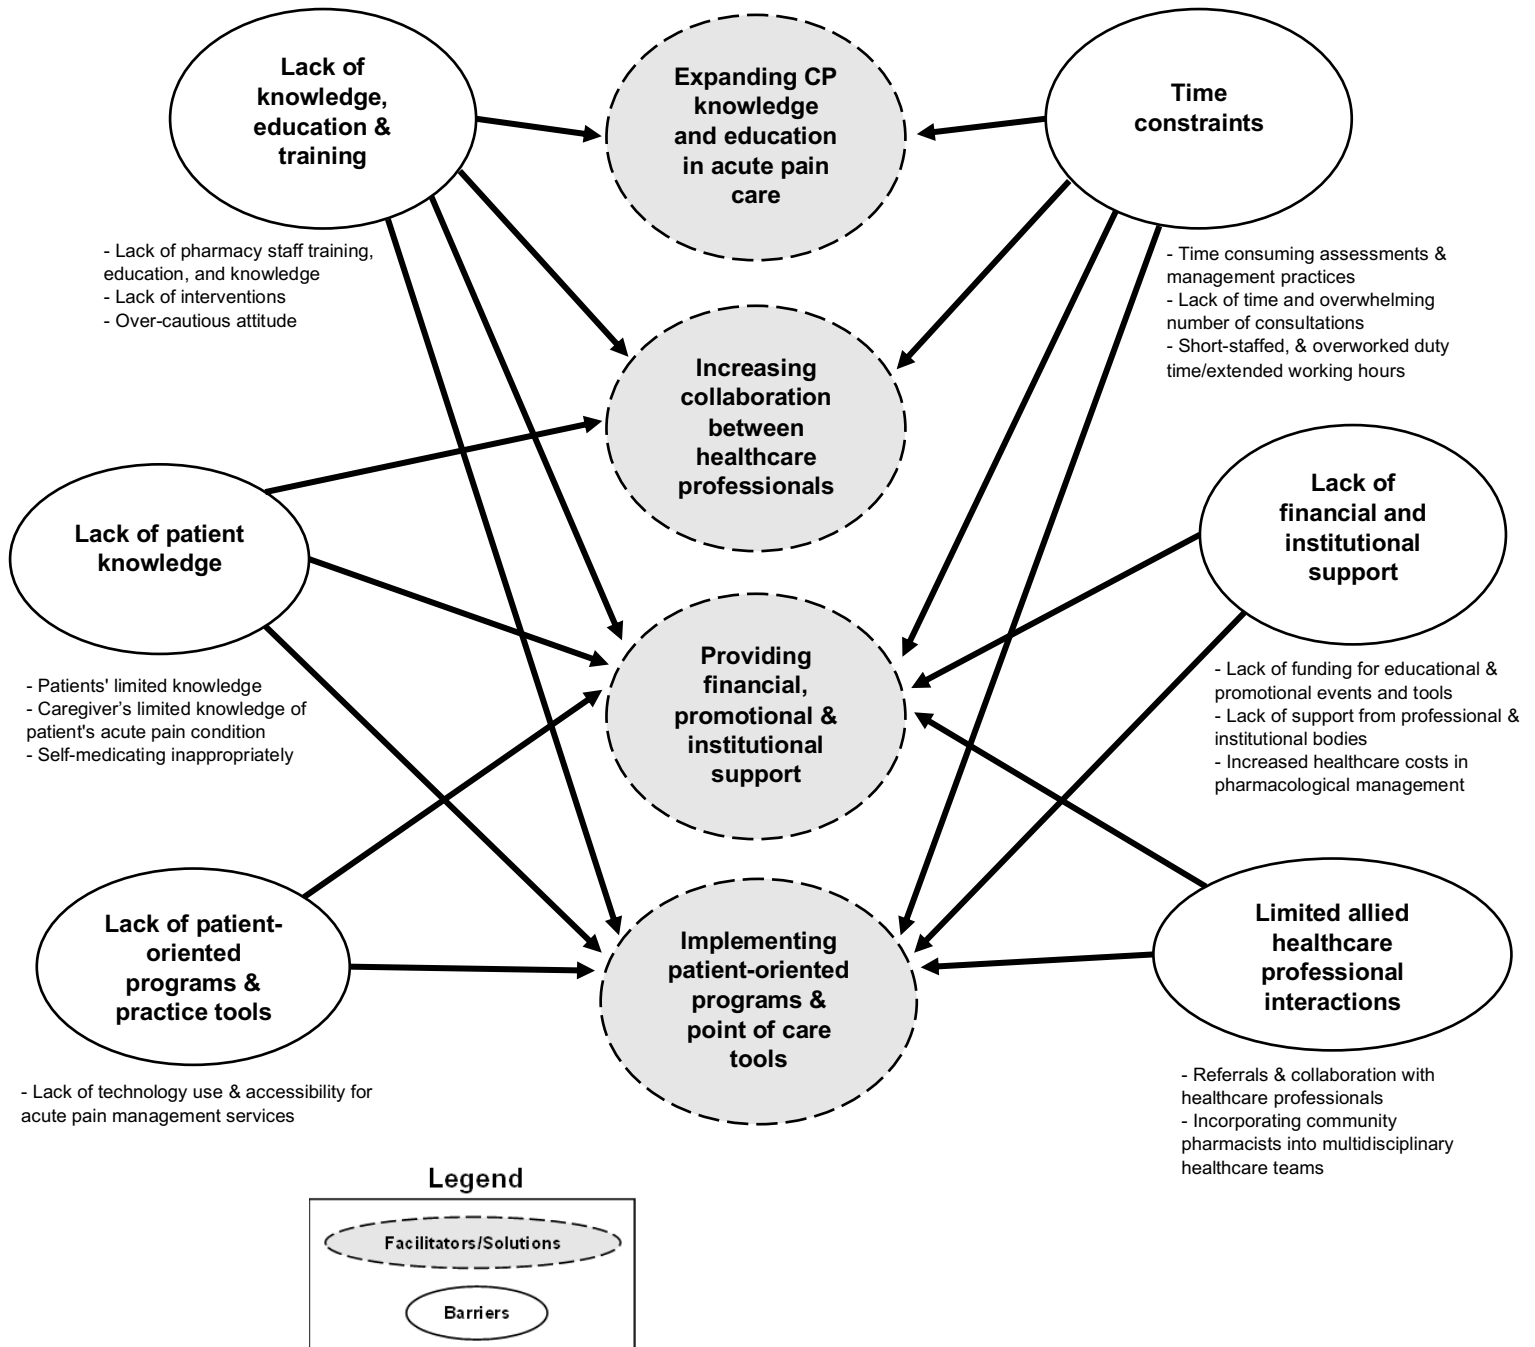 Lack of
knowledge,
education &
training
- Lack of pharmacy staff training,
education, and knowledge
- Lack of interventions
- Over-cautious attitude
Expanding CP
knowledge
and education
in acute pain
care
Time
constraints
- Time consuming assessments &
management practices
- Lack of time and overwhelming
number of consultations
- Short-staffed, & overworked duty
time/extended working hours
Increasing
collaboration
between
healthcare
professionals
Lack of patient
knowledge
- Patients' limited knowledge
- Caregiver’s limited knowledge of
patient's acute pain condition
- Self-medicating inappropriately
Lack of
financial and
institutional
support
- Lack of funding for educational &
promotional events and tools
- Lack of support from professional &
institutional bodies
- Increased healthcare costs in
pharmacological management
Providing
financial,
promotional &
institutional
support
Lack of patient-
oriented
programs &
practice tools
- Lack of technology use & accessibility for
acute pain management services
Implementing
patient-oriented
programs &
point of care
tools
Limited allied
healthcare
professional
interactions
- Referrals & collaboration with
healthcare professionals
- Incorporating community
pharmacists into multidisciplinary
healthcare teams
Legend
Facilitators/Solutions
Barriers